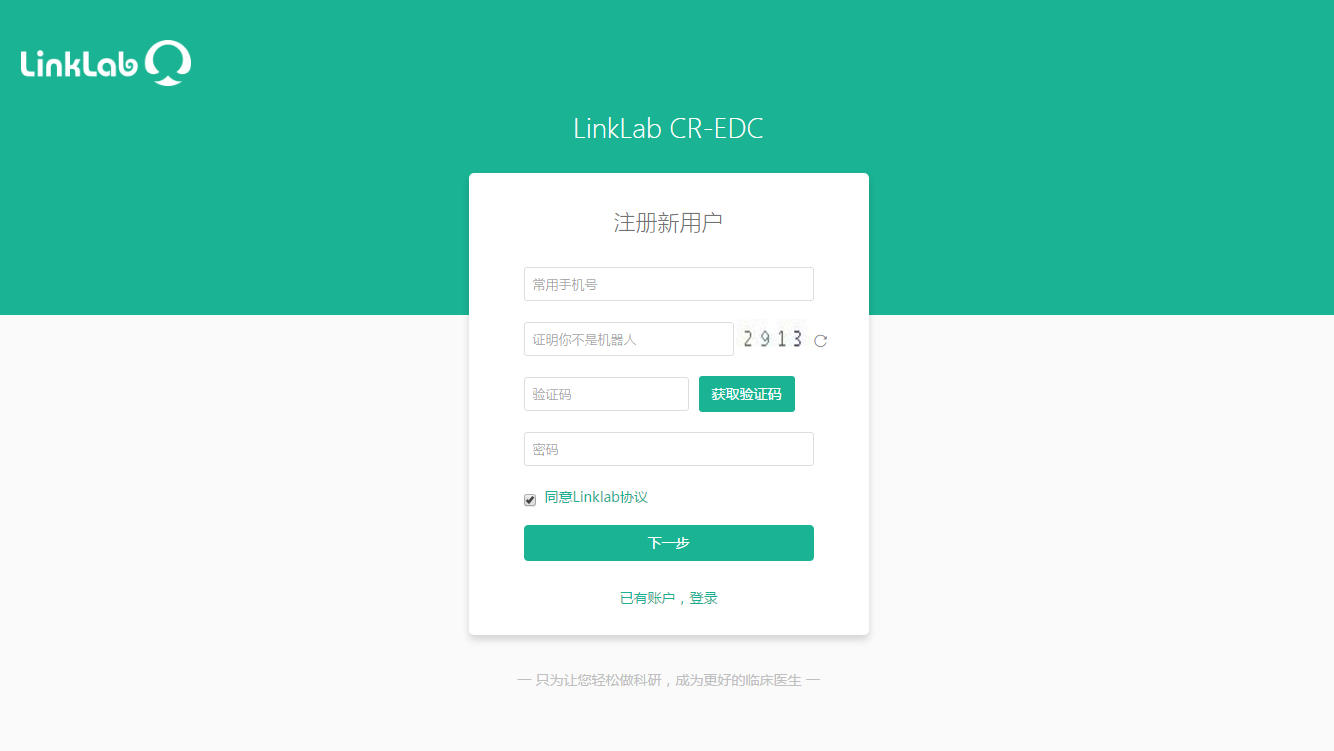 LinkLab
LinkLab CR-EDC
注册新用户
常用手机号
证明你不是机器人 2913
验证码 获取验证码
密码
同意Linklab协议
下一步
已有账户，登录
一 只为让您轻松做科研，成为更好的临床医生 一